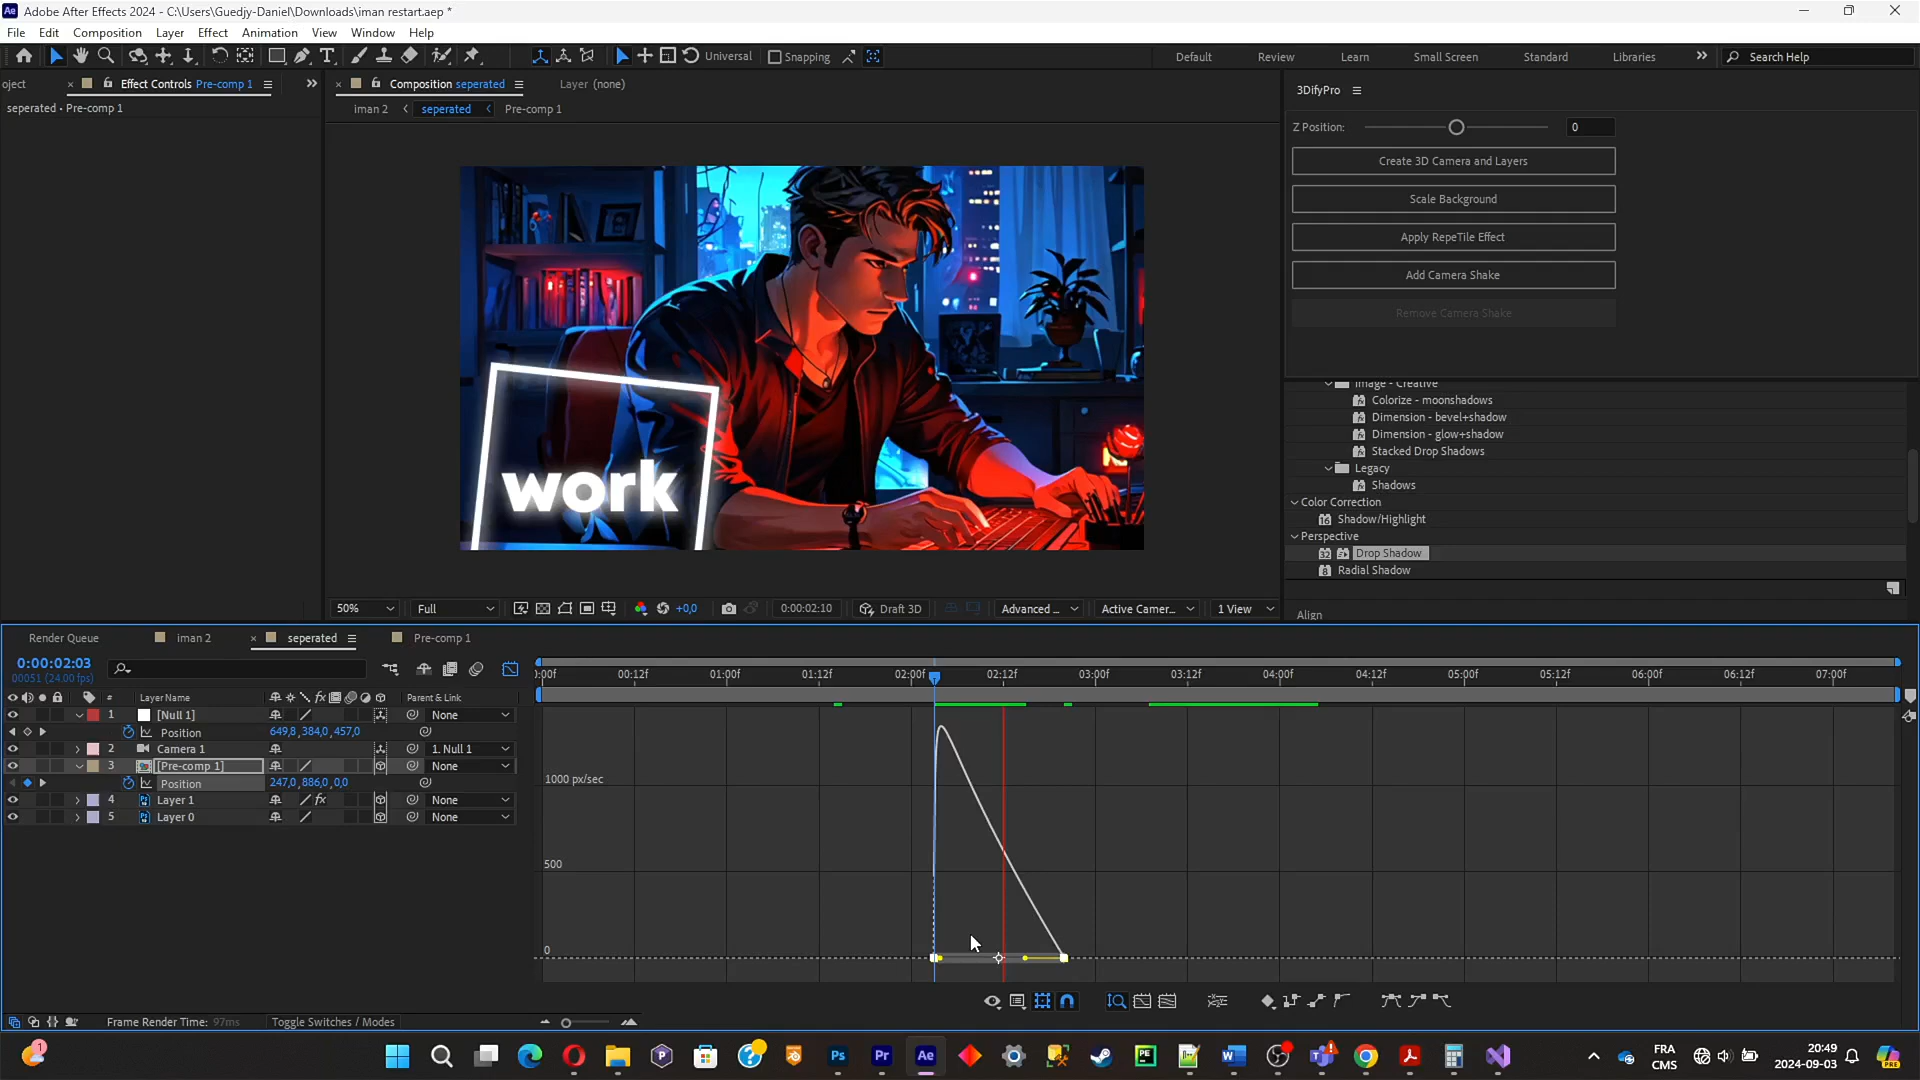 Adobe After Effects 2024 - C:\Users\Guedjy-Daniel\Downloads\iman restart.aep *
File Edit Composition Layer Effect Animation View Window Help
Universal Snapping Default Review Learn Small Screen Standard Libraries Search Help
oject Effect Controls Pre-comp 1
seperated • Pre-comp 1
Composition seperated Layer (none)
iman 2 seperated Pre-comp 1
work
50% Full +0,0 0:00:02:10 Draft 3D Advanced ... Active Camer... 1 View
3DifyPro
Z Position: 0
Create 3D Camera and Layers
Scale Background
Apply RepeTile Effect
Add Camera Shake
Remove Camera Shake
Image - Creative
Colorize - moonshadows
Dimension - bevel+shadow
Dimension - glow+shadow
Stacked Drop Shadows
Legacy
Shadows
Color Correction
Shadow/Highlight
Perspective
Drop Shadow
Radial Shadow
Align
Render Queue iman 2 seperated Pre-comp 1
0:00:02:03
00051 (24.00 fps)
# Layer Name Parent & Link
1 [Null 1] None
Position 649,8,384,0,457,0
2 Camera 1 1. Null 1
3 [Pre-comp 1] None
Position 247,0,886,0,0,0
4 Layer 1 None
5 Layer 0 None
:00f 00:12f 01:00f 01:12f 02:00f 02:12f 03:00f 03:12f 04:00f 04:12f 05:00f 05:12f 06:00f 06:12f 07:00f
1000 px/sec
500
0
Frame Render Time: 97ms Toggle Switches / Modes
FRA
CMS
20:49
2024-09-03